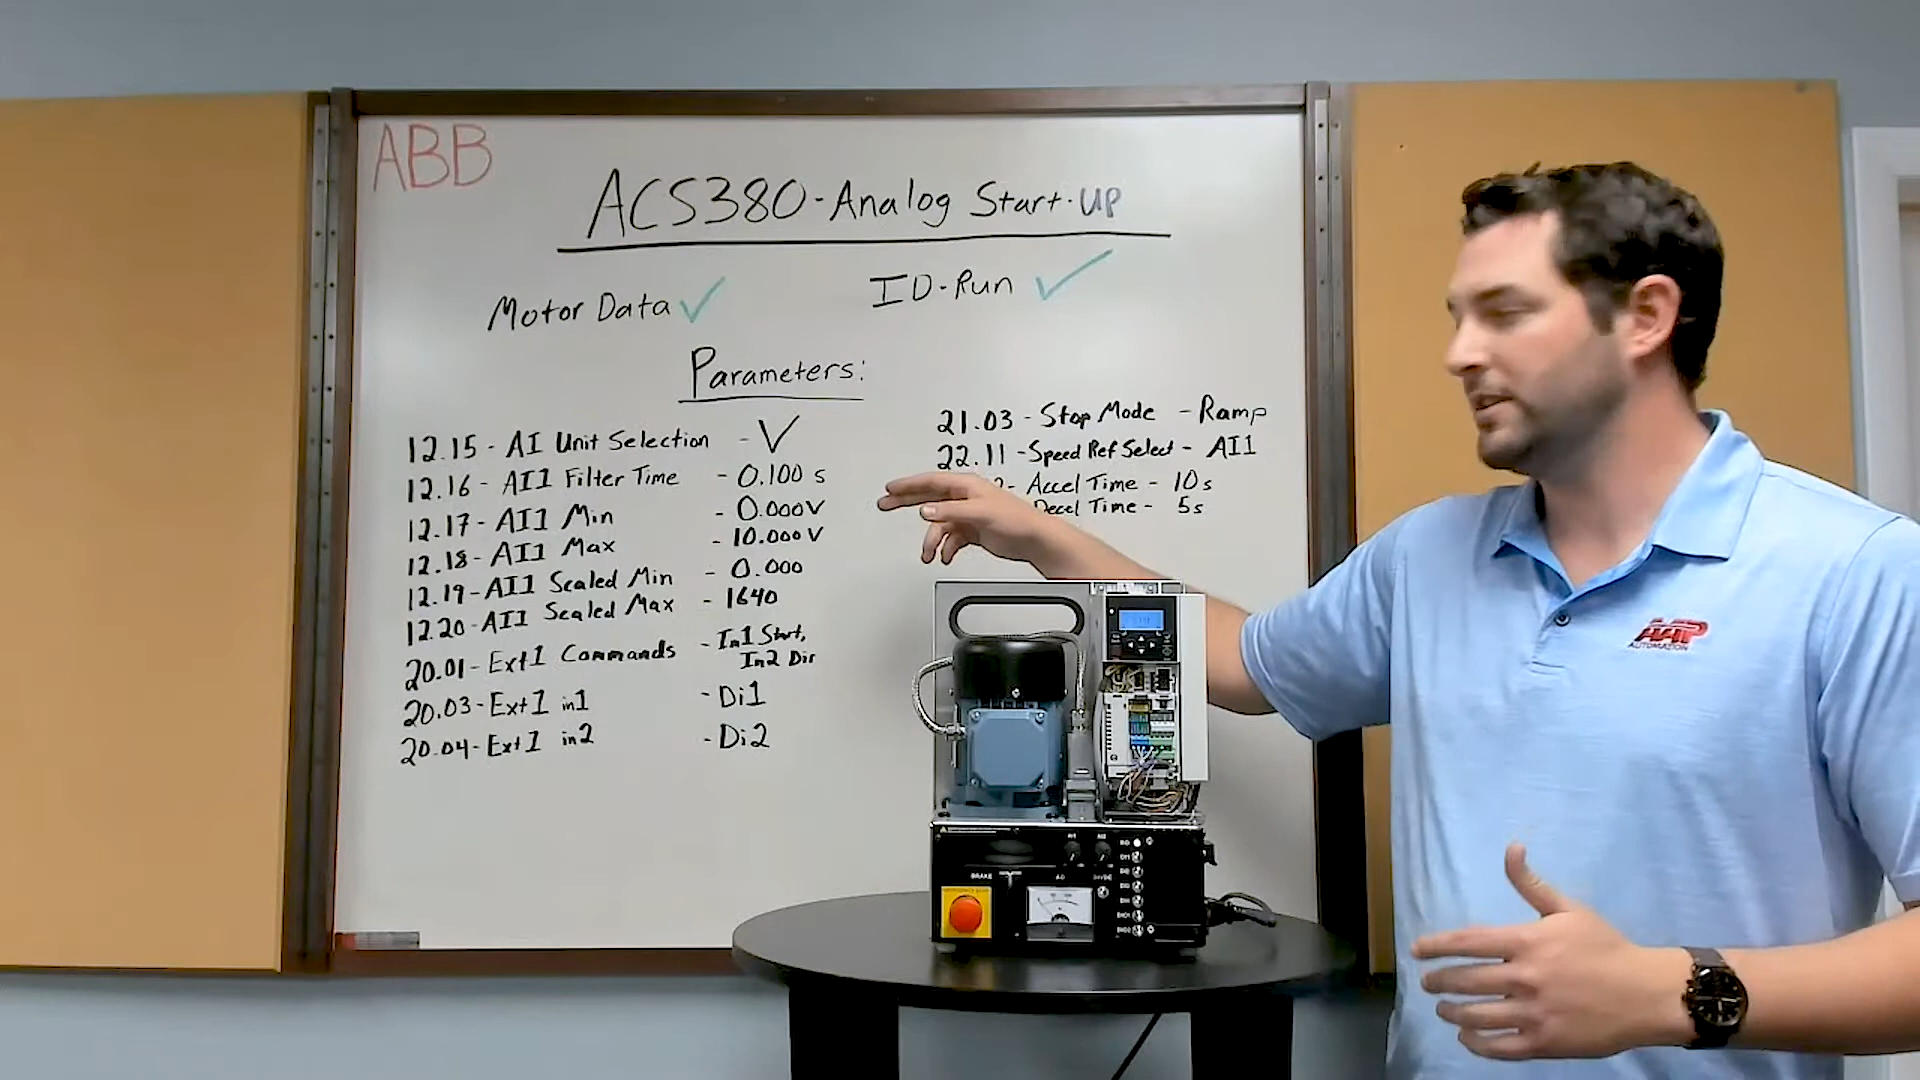 ABB
ACS380-Analog Start-UP
Motor Data ✓
ID-Run ✓
Parameters:
12.15 - AI Unit Selection - V
12.16 - AI1 Filter Time - 0.100 s
12.17 - AI1 Min - 0.000V
12.18 - AI1 Max - 10.000 V
12.19 - AI1 Scaled Min - 0.000
12.20 - AI1 Scaled Max - 1640
20.01 - Ext1 Commands - In1 Start,
In2 Dir
20.03 - Ext1 in1 - Di1
20.04 - Ext1 in2 - Di2
21.03 - Stop Mode - Ramp
22.11 - Speed Ref Select - AI1
2 - Accel Time - 10s
Decel Time - 5s
AAP
AUTOMATION
BRAKE